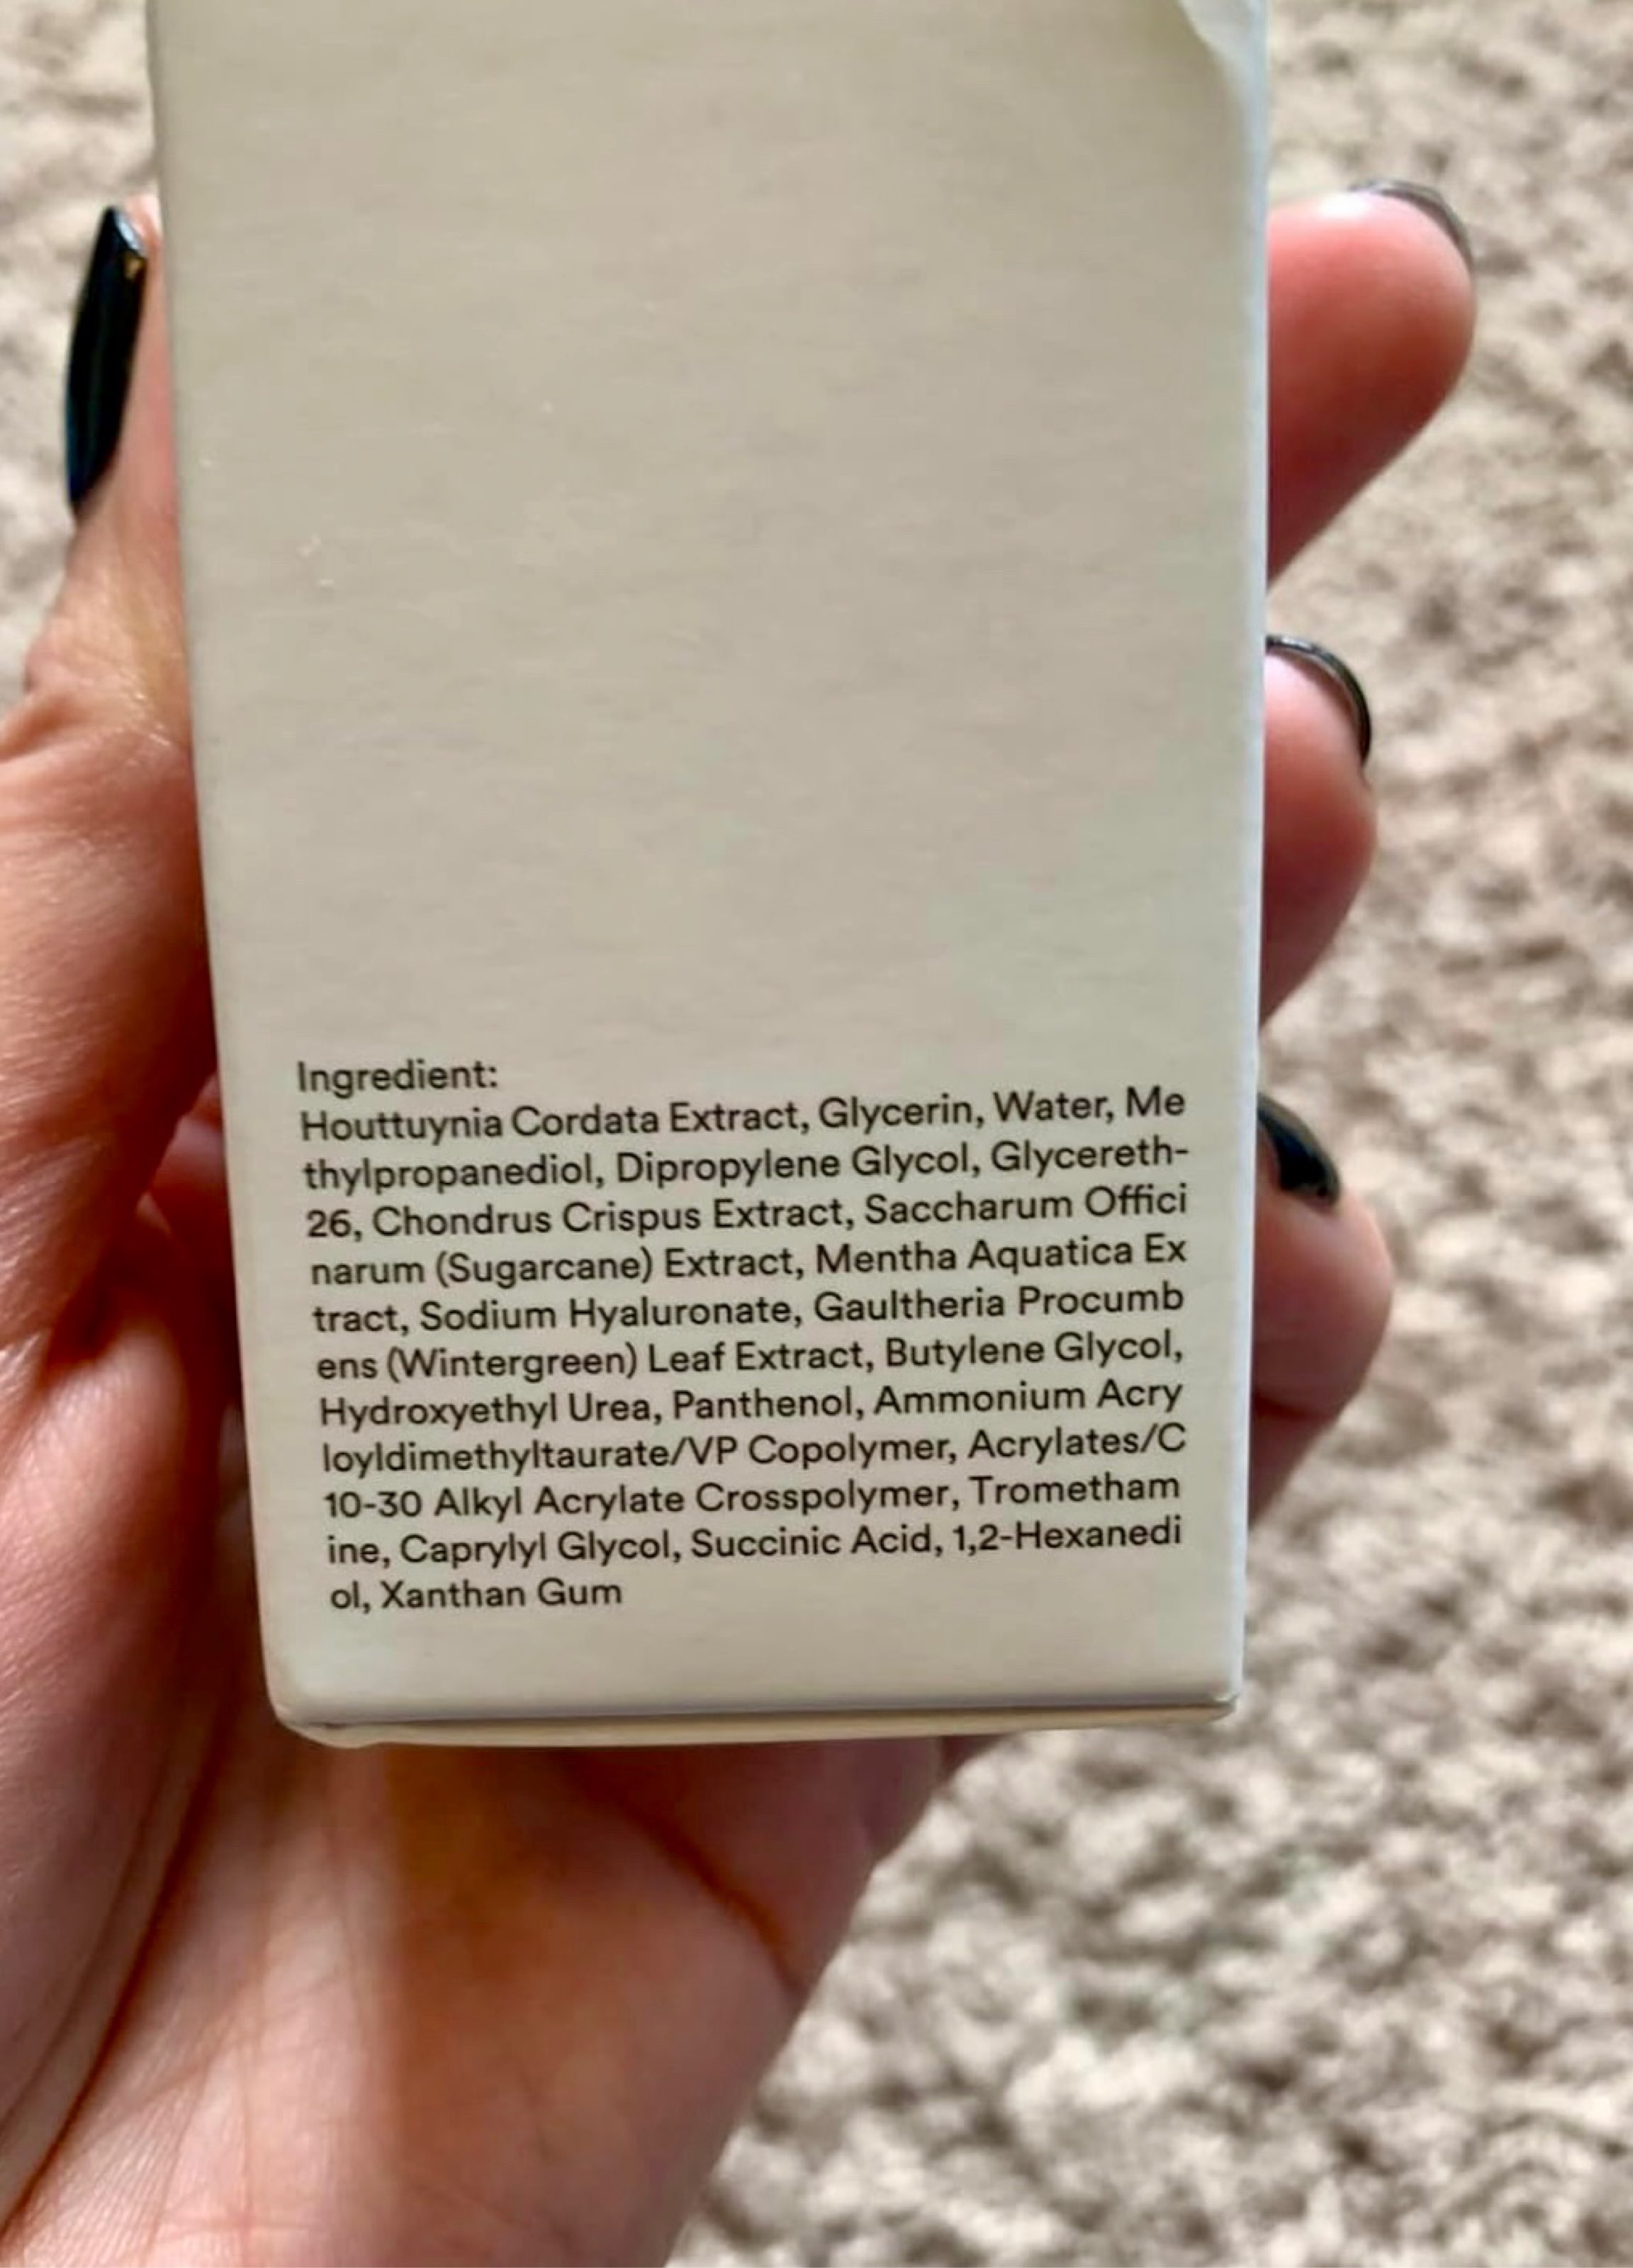 Ingredient:
Houttuynia Cordata Extract, Glycerin, Water, Me
thylpropanediol, Dipropylene Glycol, Glycereth-
26, Chondrus Crispus Extract, Saccharum Offici
narum (Sugarcane) Extract, Mentha Aquatica Ex
tract, Sodium Hyaluronate, Gaultheria Procumb
ens (Wintergreen) Leaf Extract, Butylene Glycol,
Hydroxyethyl Urea, Panthenol, Ammonium Acry
loyldimethyltaurate/VP Copolymer, Acrylates/C
10-30 Alkyl Acrylate Crosspolymer, Trometham
ine, Caprylyl Glycol, Succinic Acid, 1,2-Hexanedi
ol, Xanthan Gum